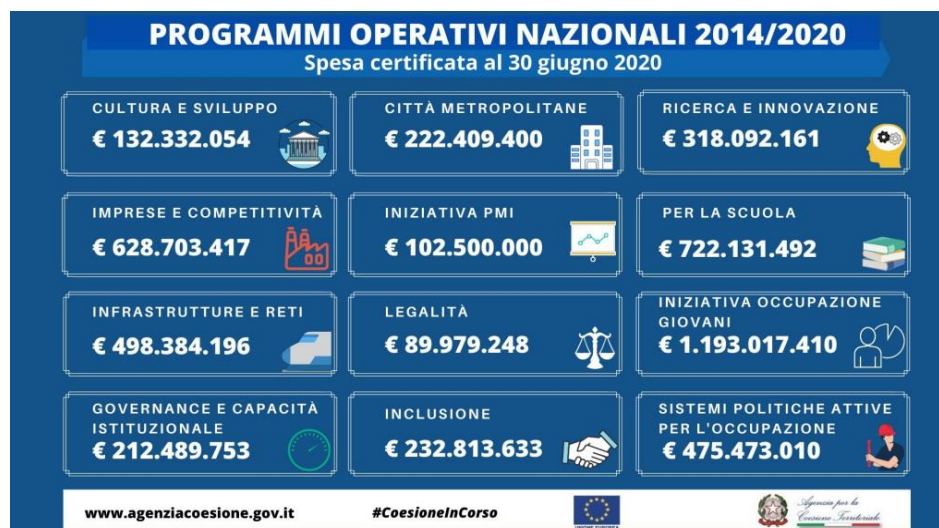 PROGRAMMI OPERATIVI NAZIONALI 2014/2020
Spesa certificata al 30 giugno 2020
CULTURA E SVILUPPO
€ 132.332.054
CITTÀ METROPOLITANE
€ 222.409.400
RICERCA E INNOVAZIONE
€ 318.092.161
IMPRESE E COMPETITIVITÀ
€ 628.703.417
INIZIATIVA PMI
€ 102.500.000
PER LA SCUOLA
€ 722.131.492
INFRASTRUTTURE E RETI
€ 498.384.196
LEGALITÀ
€ 89.979.248
INIZIATIVA OCCUPAZIONE
GIOVANI
€ 1.193.017.410
GOVERNANCE E CAPACITÀ
ISTITUZIONALE
€ 212.489.753
INCLUSIONE
€ 232.813.633
SISTEMI POLITICHE ATTIVE
PER L'OCCUPAZIONE
€ 475.473.010
www.agenziacoesione.gov.it
#CoesioneInCorso
UNIONE EUROPEA
Agenzia per la
Coesione Territoriale